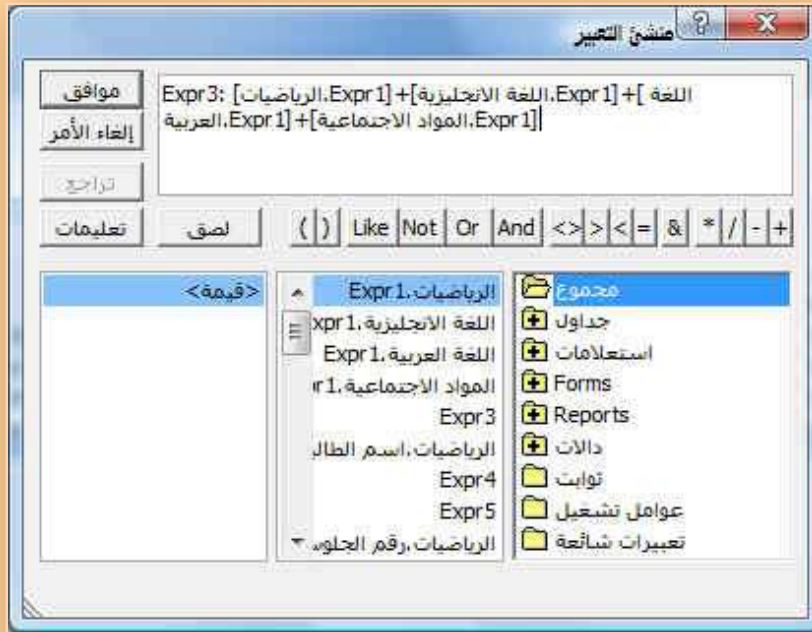 منشئ التعبير
Expr3: [الرياضيات.Expr1]+[اللغة الانجليزية.Expr1]+[اللغة
العربية.Expr1]+[المواد الاجتماعية.Expr1]
موافق
إلغاء الأمر
تراجع
تعليمات
لصق
+ - / * & = < > <> And Or Not Like ) (
مجموع
جداول
استعلامات
Forms
Reports
دالات
ثوابت
عوامل تشغيل
تعبيرات شائعة
الرياضيات.Expr1
اللغة الانجليزية.xpr1
اللغة العربية.Expr1
المواد الاجتماعية.r1
Expr3
الرياضيات.اسم الطالب
Expr4
Expr5
الرياضيات.رقم الجلوس
<قيمة>